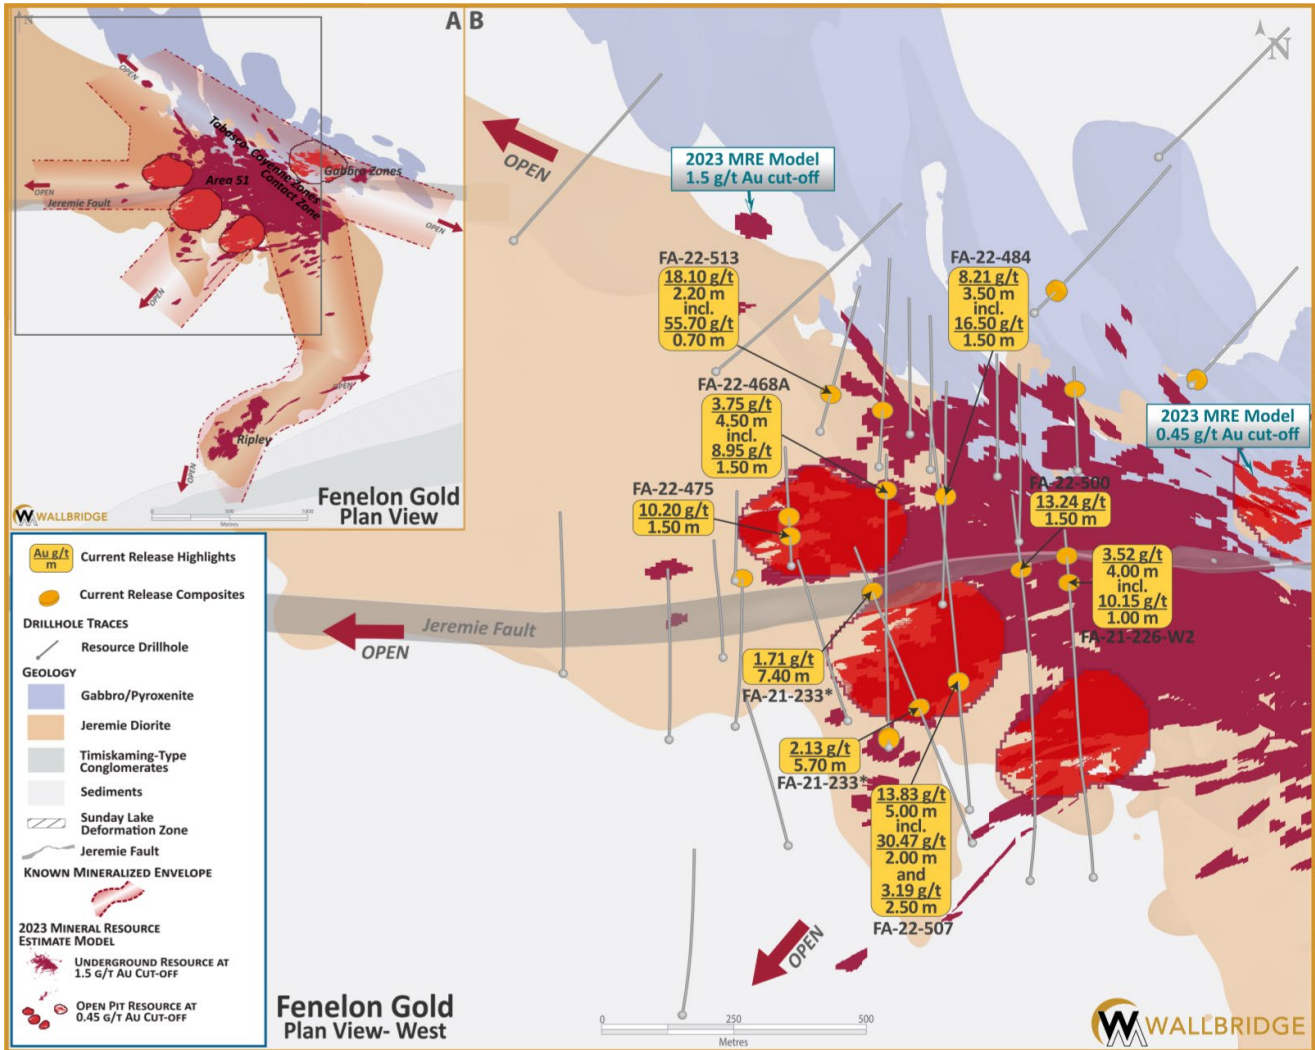 N
A
B
OPEN
Tabasco-Cayenne Zones
Contact Zone
Gabbro Zones
Area 51
OPEN
Jeremie Fault
OPEN
OPEN
OPEN
Ripley
OPEN
Fenelon Gold
Plan View
WALLBRIDGE
0 500 1000
Metres
Au g/t
m
Current Release Highlights
Current Release Composites
DRILLHOLE TRACES
Resource Drillhole
GEOLOGY
Gabbro/Pyroxenite
Jeremie Diorite
Timiskaming-Type
Conglomerates
Sediments
Sunday Lake
Deformation Zone
Jeremie Fault
KNOWN MINERALIZED ENVELOPE
2023 MINERAL RESOURCE
ESTIMATE MODEL
UNDERGROUND RESOURCE AT
1.5 G/T AU CUT-OFF
OPEN PIT RESOURCE AT
0.45 G/T AU CUT-OFF
N
OPEN
2023 MRE Model
1.5 g/t Au cut-off
FA-22-513
18.10 g/t
2.20 m
incl.
55.70 g/t
0.70 m
FA-22-484
8.21 g/t
3.50 m
incl.
16.50 g/t
1.50 m
FA-22-468A
3.75 g/t
4.50 m
incl.
8.95 g/t
1.50 m
2023 MRE Model
0.45 g/t Au cut-off
FA-22-475
10.20 g/t
1.50 m
FA-22-500
13.24 g/t
1.50 m
3.52 g/t
4.00 m
incl.
10.15 g/t
1.00 m
FA-21-226-W2
Jeremie Fault
OPEN
1.71 g/t
7.40 m
FA-21-233*
2.13 g/t
5.70 m
FA-21-233*
13.83 g/t
5.00 m
incl.
30.47 g/t
2.00 m
and
3.19 g/t
2.50 m
FA-22-507
OPEN
Fenelon Gold
Plan View- West
0 250 500
Metres
WALLBRIDGE